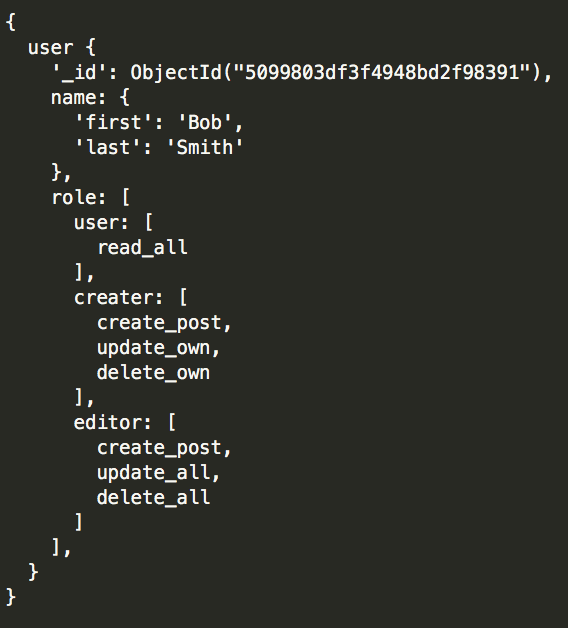 {
  user {
    '_id': ObjectId("5099803df3f4948bd2f98391"),
    name: {
      'first': 'Bob',
      'last': 'Smith'
    },
    role: [
      user: [
        read_all
      ],
      creater: [
        create_post,
        update_own,
        delete_own
      ],
      editor: [
        create_post,
        update_all,
        delete_all
      ]
    ],
  }
}